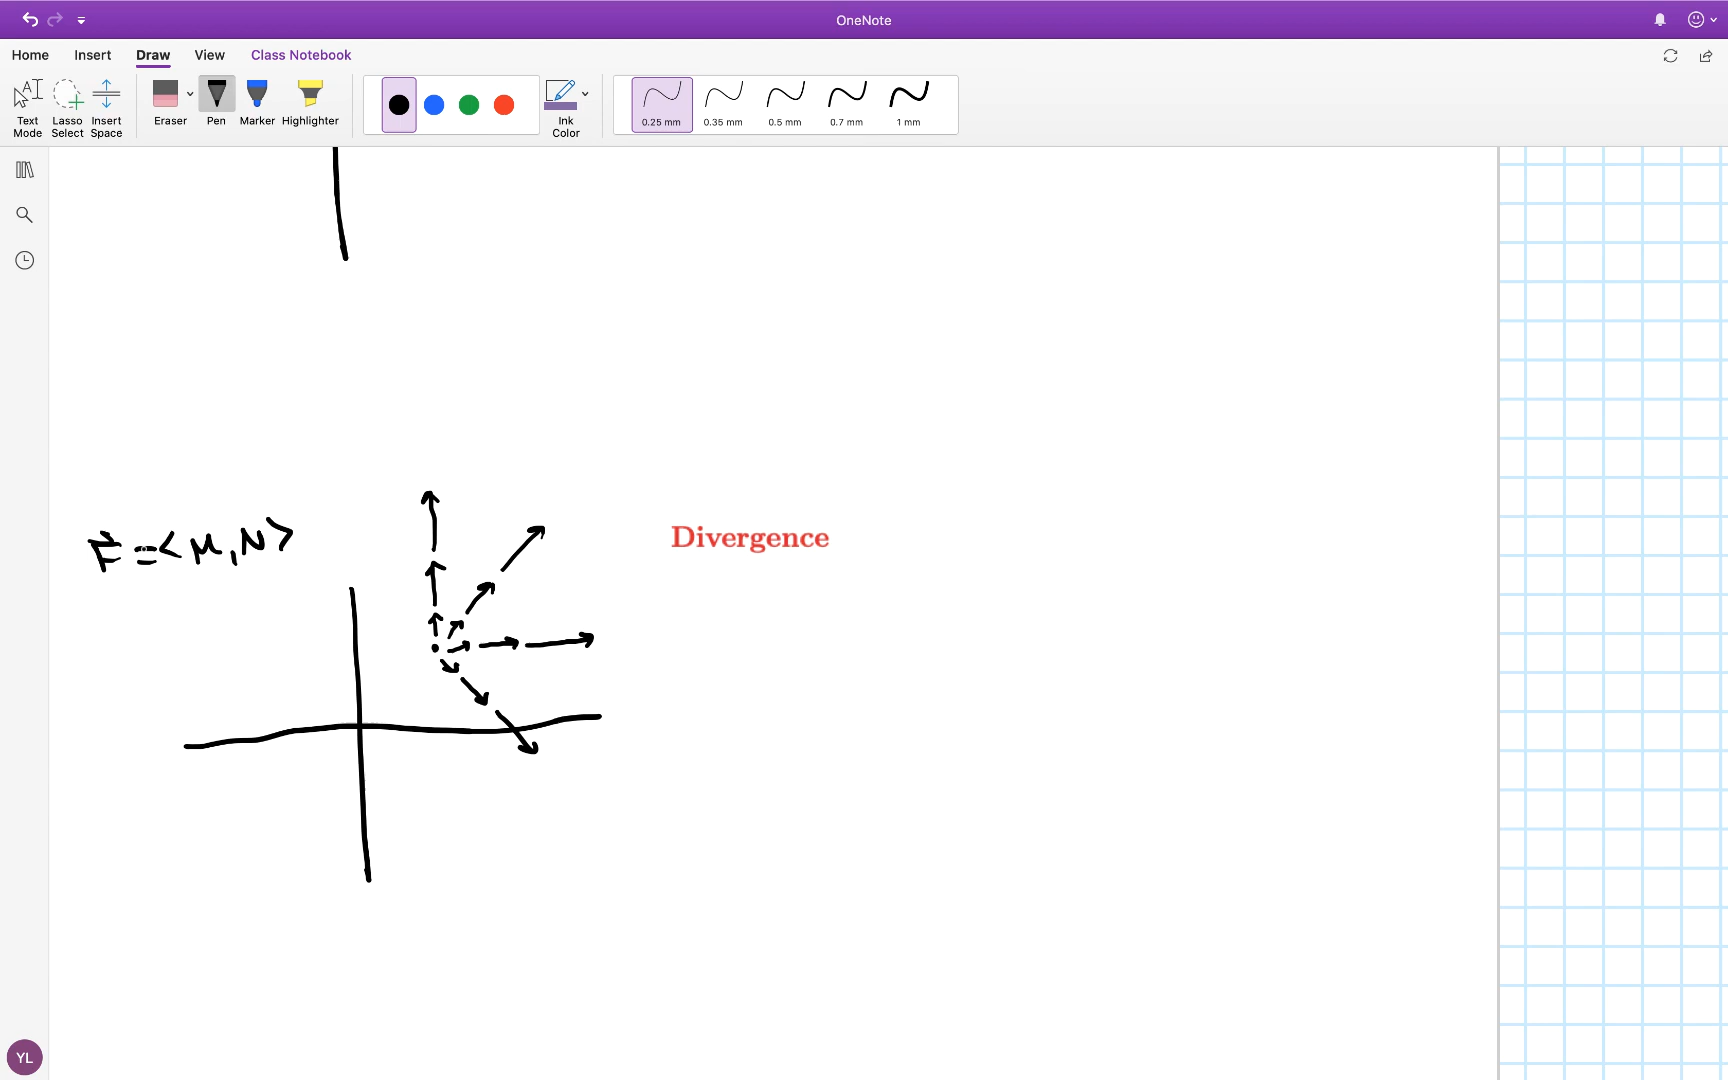 OneNote
Home Insert Draw View Class Notebook
Text Mode
Lasso Select
Insert Space
Eraser
Pen
Marker
Highlighter
Ink Color
0.25 mm
0.35 mm
0.5 mm
0.7 mm
1 mm
F⃗ = <M, N>
Divergence
YL